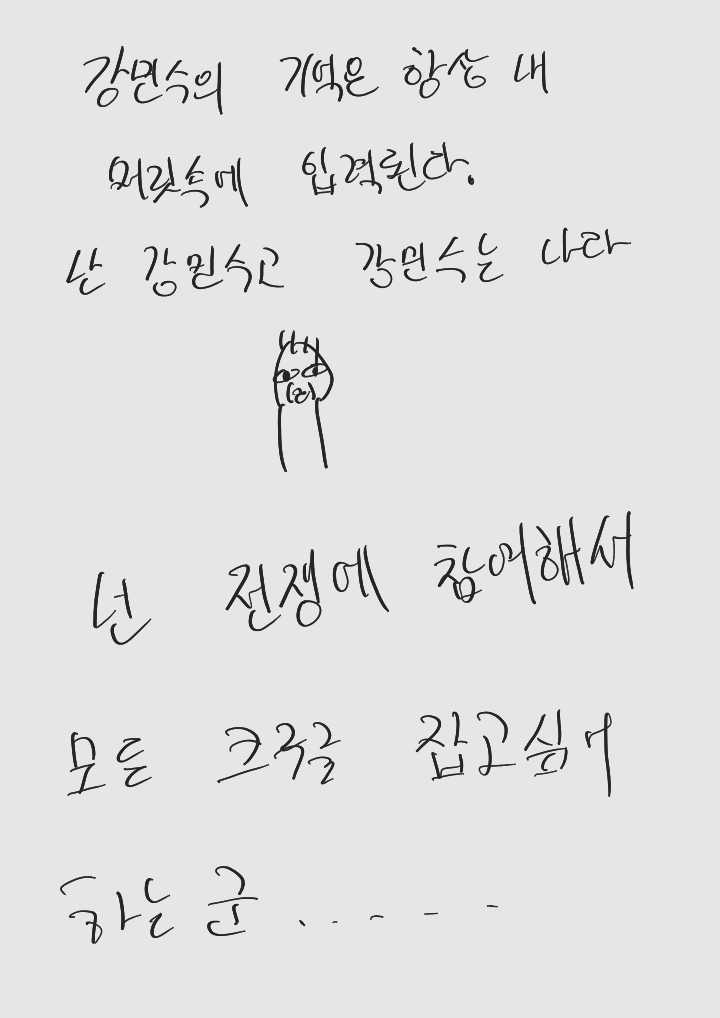 강민수의 기억은 항상 내
머릿속에 입력된다.
난 강민수고 강민수는 나다
넌 전쟁에 참여해서
모든 크루글 잡고싶어
하는 군 . . . - -